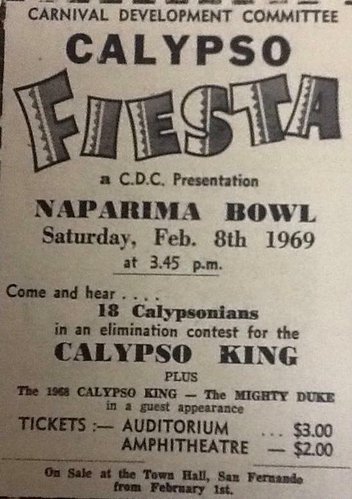 CARNIVAL DEVELOPMENT COMMITTEE
CALYPSO
FIESTA
a C.D.C. Presentation
NAPARIMA BOWL
Saturday, Feb. 8th 1969
at 3.45 p.m.
Come and hear . . . .
18 Calypsonians
in an elimination contest for the
CALYPSO KING
PLUS
The 1968 CALYPSO KING — The MIGHTY DUKE
in a guest appearance
TICKETS :— AUDITORIUM ... $3.00
AMPHITHEATRE — $2.00
On Sale at the Town Hall, San Fernando
from February 1st.